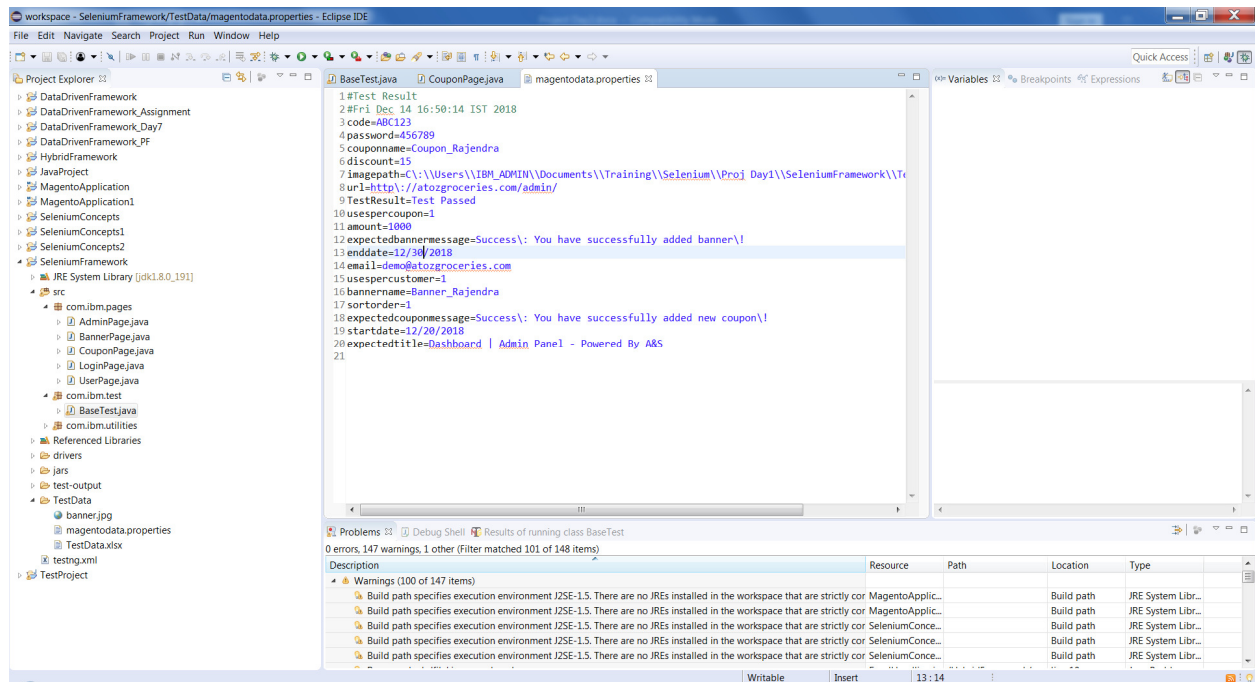 workspace - SeleniumFramework/TestData/magentodata.properties - Eclipse IDE
File Edit Navigate Search Project Run Window Help
Quick Access
Project Explorer
DataDrivenFramework
DataDrivenFramework_Assignment
DataDrivenFramework_Day7
DataDrivenFramework_PF
HybridFramework
JavaProject
MagentoApplication
MagentoApplication1
SeleniumConcepts
SeleniumConcepts1
SeleniumConcepts2
SeleniumFramework
JRE System Library [jdk1.8.0_191]
src
com.ibm.pages
AdminPage.java
BannerPage.java
CouponPage.java
LoginPage.java
UserPage.java
com.ibm.test
BaseTest.java
com.ibm.utilities
Referenced Libraries
drivers
jars
test-output
TestData
banner.jpg
magentodata.properties
TestData.xlsx
testng.xml
TestProject
BaseTest.java CouponPage.java magentodata.properties
1 #Test Result
2 #Fri Dec 14 16:50:14 IST 2018
3 code=ABC123
4 password=456789
5 couponname=Coupon_Rajendra
6 discount=15
7 imagepath=C\:\\Users\\IBM_ADMIN\\Documents\\Training\\Selenium\\Proj Day1\\SeleniumFramework\\Te
8 url=http\://atozgroceries.com/admin/
9 TestResult=Test Passed
10 usespercoupon=1
11 amount=1000
12 expectedbannermessage=Success\: You have successfully added banner\!
13 enddate=12/30/2018
14 email=demo@atozgroceries.com
15 usespercustomer=1
16 bannername=Banner_Rajendra
17 sortorder=1
18 expectedcouponmessage=Success\: You have successfully added new coupon\!
19 startdate=12/20/2018
20 expectedtitle=Dashboard | Admin Panel - Powered By A&S
21
(x)= Variables Breakpoints Expressions
Problems Debug Shell Results of running class BaseTest
0 errors, 147 warnings, 1 other (Filter matched 101 of 148 items)
Description Resource Path Location Type
Warnings (100 of 147 items)
Build path specifies execution environment J2SE-1.5. There are no JREs installed in the workspace that are strictly cor MagentoApplic... Build path JRE System Libr...
Build path specifies execution environment J2SE-1.5. There are no JREs installed in the workspace that are strictly cor MagentoApplic... Build path JRE System Libr...
Build path specifies execution environment J2SE-1.5. There are no JREs installed in the workspace that are strictly cor SeleniumConce... Build path JRE System Libr...
Build path specifies execution environment J2SE-1.5. There are no JREs installed in the workspace that are strictly cor SeleniumConce... Build path JRE System Libr...
Build path specifies execution environment J2SE-1.5. There are no JREs installed in the workspace that are strictly cor SeleniumConce... Build path JRE System Libr...
Writable Insert 13 : 14